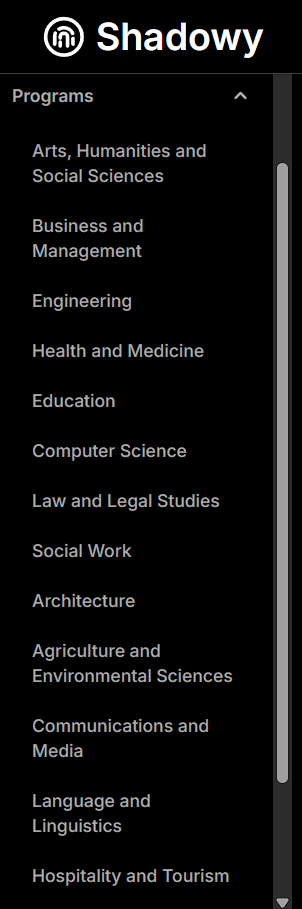 Shadowy
Programs
Arts, Humanities and
Social Sciences
Business and
Management
Engineering
Health and Medicine
Education
Computer Science
Law and Legal Studies
Social Work
Architecture
Agriculture and
Environmental Sciences
Communications and
Media
Language and
Linguistics
Hospitality and Tourism